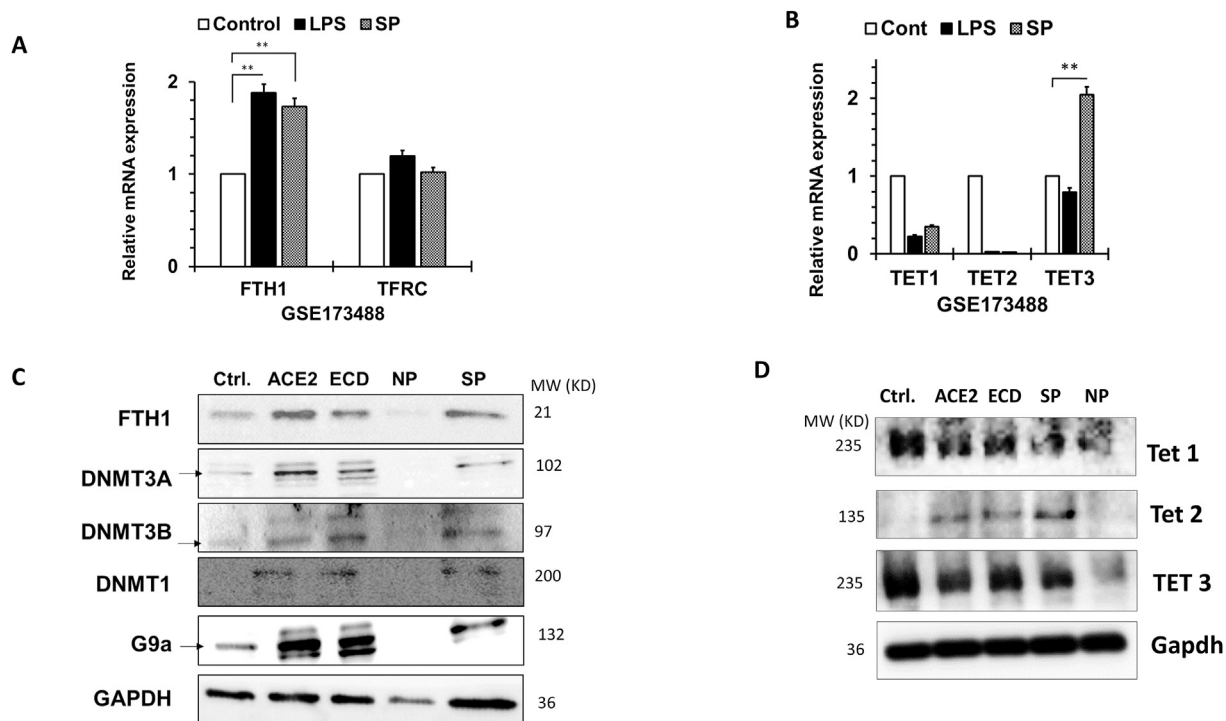 A
Control LPS SP
Relative mRNA expression
2
1
0
**
**
FTH1 TFRC
GSE173488
B
Cont LPS SP
Relative mRNA expression
2
1
0
**
TET1 TET2 TET3
GSE173488
C
Ctrl. ACE2 ECD NP SP
MW (KD)
FTH1 21
DNMT3A 102
DNMT3B 97
DNMT1 200
G9a 132
GAPDH 36
D
Ctrl. ACE2 ECD SP NP
MW (KD)
235 Tet 1
135 Tet 2
235 TET 3
36 Gapdh